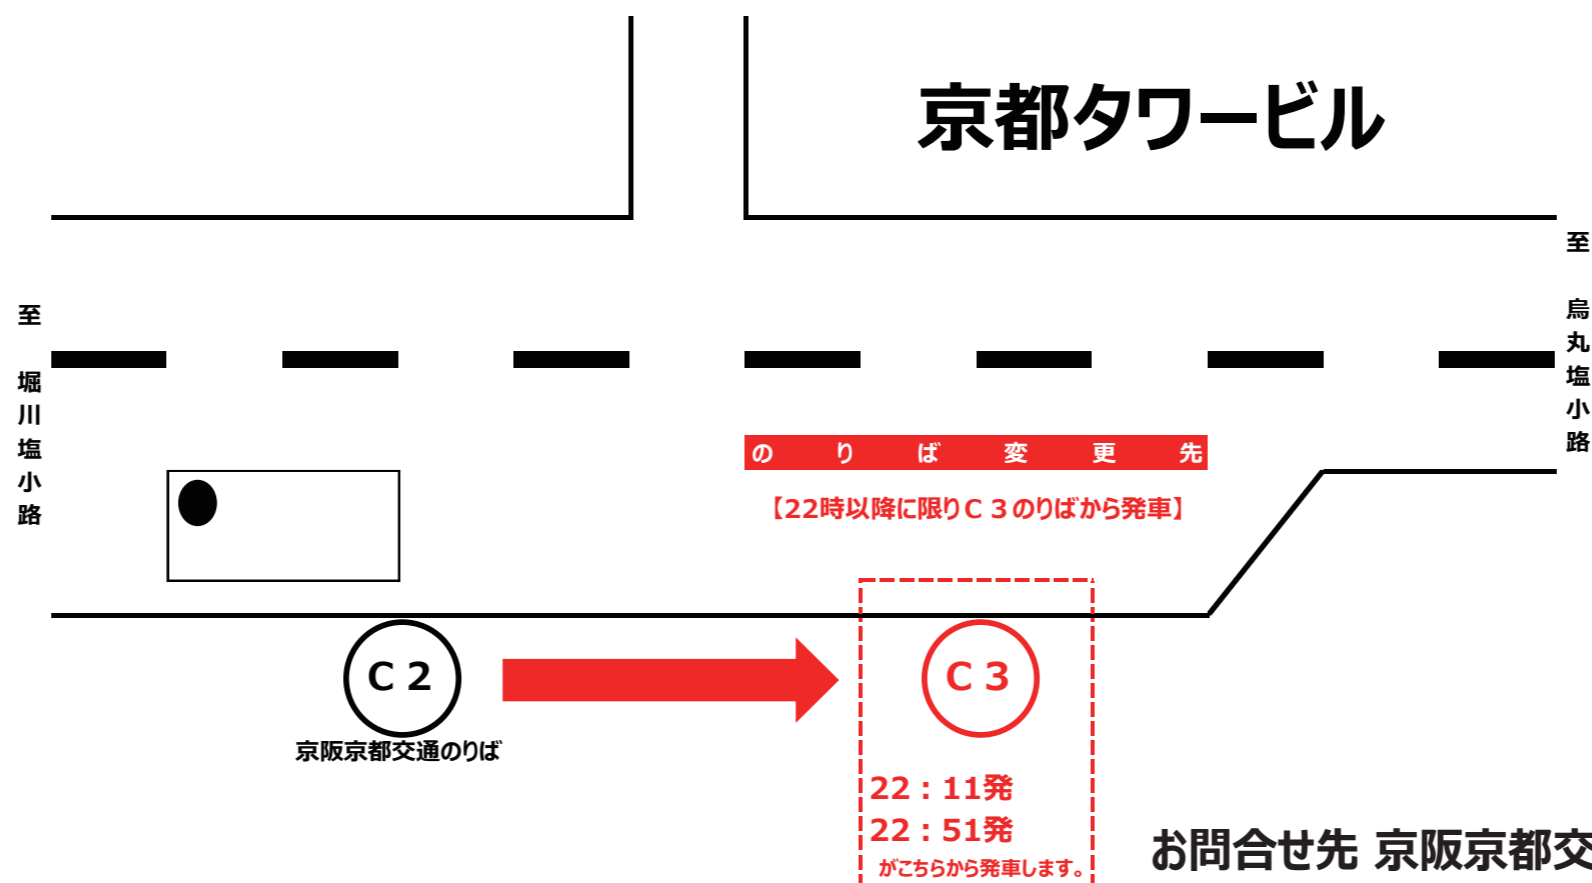 京都タワービル
至 烏丸塩小路
至 堀川塩小路
のりば変更先
【22時以降に限りC３のりばから発車】
C２
C３
京阪京都交通のりば
22：11発
22：51発
がこちらから発車します。
お問合せ先 京阪京都交